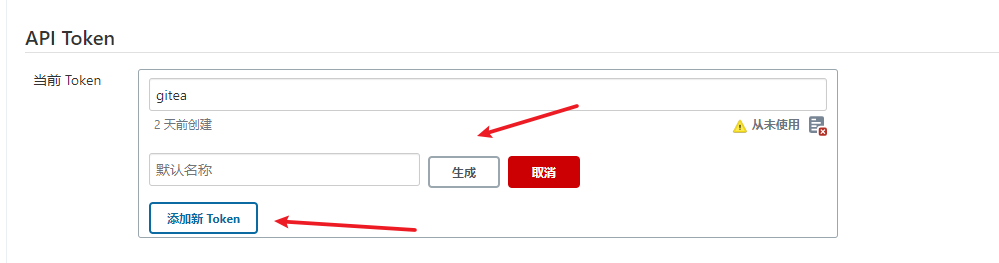 API Token
当前 Token
gitea
2 天前创建
从未使用
默认名称
生成
取消
添加新 Token